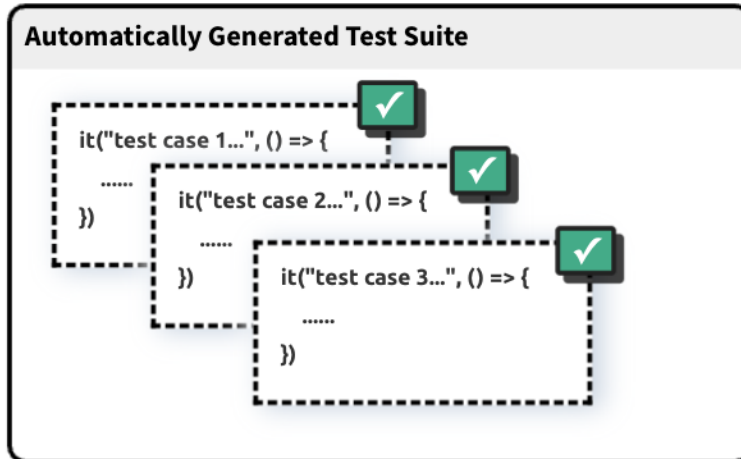 Automatically Generated Test Suite
it("test case 1...", () => {
......
})
it("test case 2...", () => {
......
})
it("test case 3...", () => {
......
})